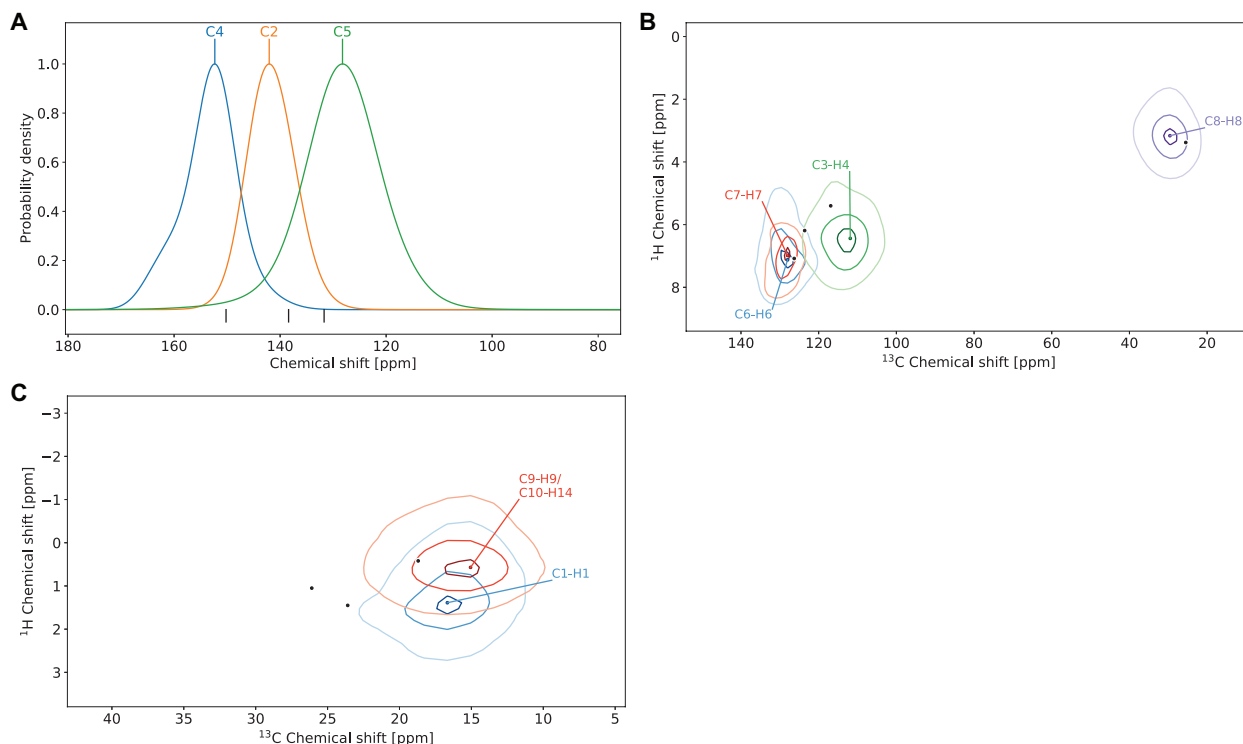 A
C4 C2 C5
1.0
0.8
0.6
0.4
0.2
0.0
Probability density
180 160 140 120 100 80
Chemical shift [ppm]
B
0
2
4
6
8
¹H Chemical shift [ppm]
C8-H8
C3-H4
C7-H7
C6-H6
140 120 100 80 60 40 20
¹³C Chemical shift [ppm]
C
−3
−2
−1
0
1
2
3
¹H Chemical shift [ppm]
C9-H9/
C10-H14
C1-H1
40 35 30 25 20 15 10 5
¹³C Chemical shift [ppm]